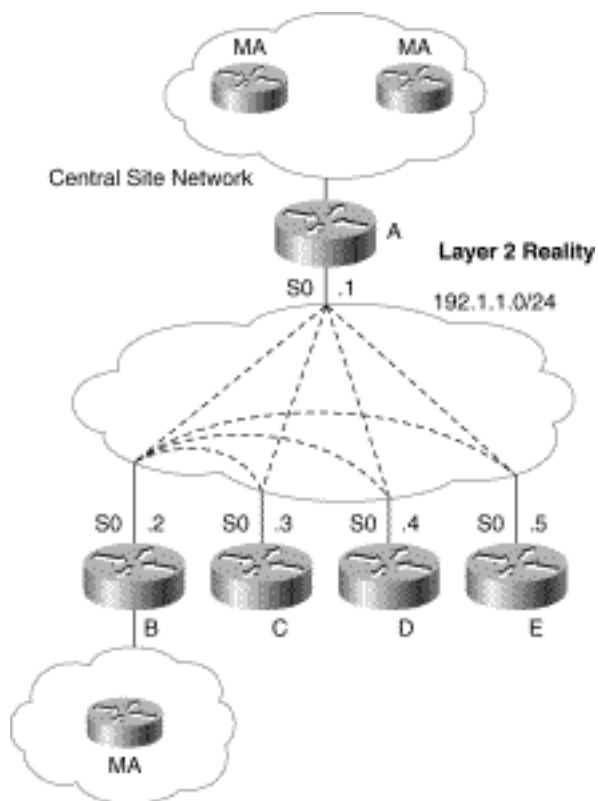 MA MA
Central Site Network
A
Layer 2 Reality
S0 .1
192.1.1.0/24
S0 .2 S0 .3 S0 .4 S0 .5
B C D E
MA